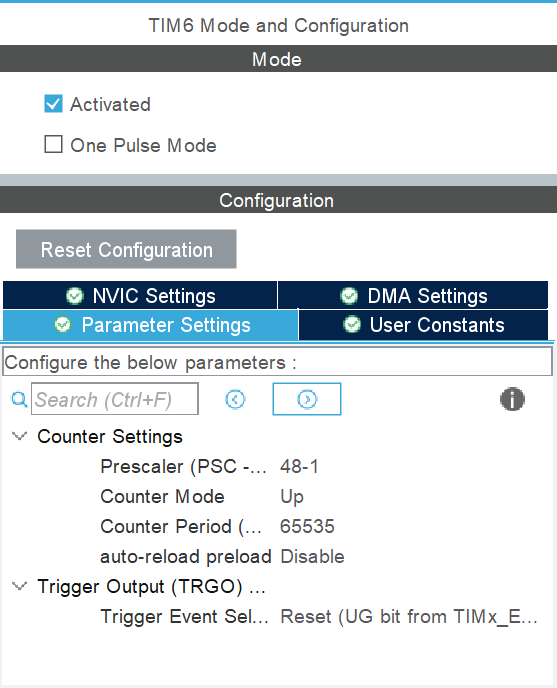 TIM6 Mode and Configuration
Mode
Activated
One Pulse Mode
Configuration
Reset Configuration
NVIC Settings DMA Settings
Parameter Settings User Constants
Configure the below parameters :
Search (Ctrl+F)
Counter Settings
Prescaler (PSC -... 48-1
Counter Mode Up
Counter Period (... 65535
auto-reload preload Disable
Trigger Output (TRGO) ...
Trigger Event Sel... Reset (UG bit from TIMx_E...